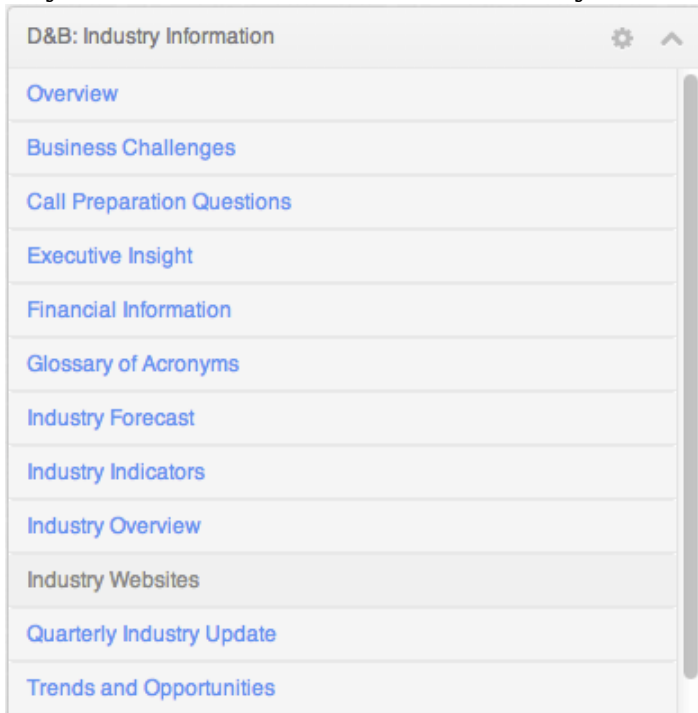 D&B: Industry Information
Overview
Business Challenges
Call Preparation Questions
Executive Insight
Financial Information
Glossary of Acronyms
Industry Forecast
Industry Indicators
Industry Overview
Industry Websites
Quarterly Industry Update
Trends and Opportunities